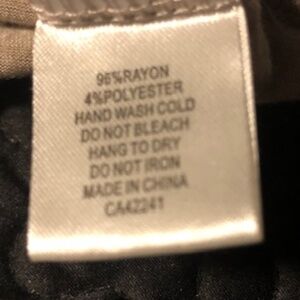 96%RAYON
4%POLYESTER
HAND WASH COLD
DO NOT BLEACH
HANG TO DRY
DO NOT IRON
MADE IN CHINA
CA42241